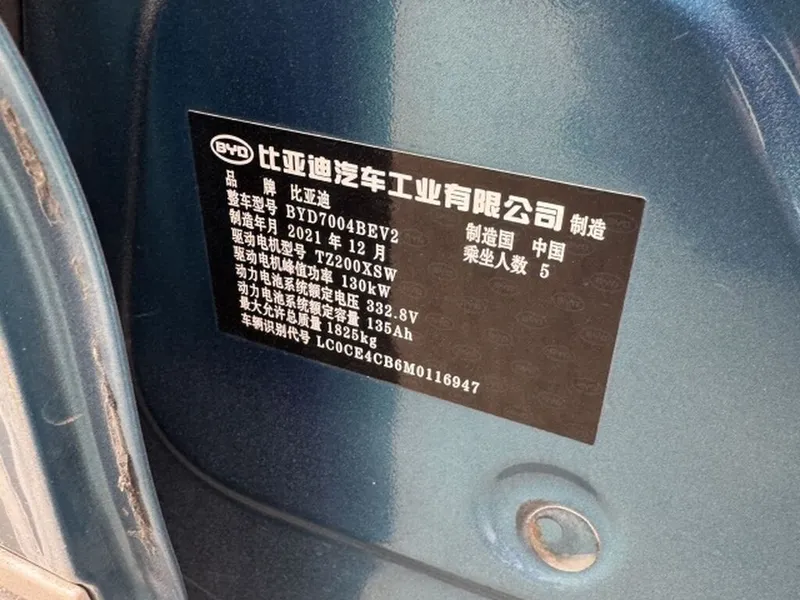 BYD 比亚迪汽车工业有限公司 制造
品 牌 比亚迪
整车型号 BYD7004BEV2 制造国 中国
制造年月 2021 年 12 月 乘坐人数 5
驱动电机型号 TZ200XSW
驱动电机峰值功率 130kW
动力电池系统额定电压 332.8V
动力电池系统额定容量 135Ah
最大允许总质量 1825kg
车辆识别代号 LC0CE4CB6M0116947